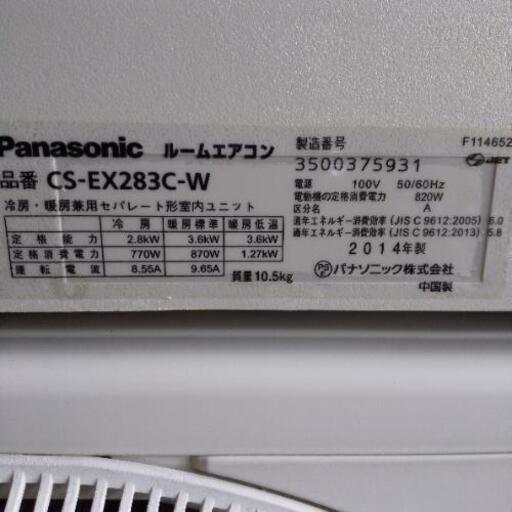 Panasonic ルームエアコン
品番 CS-EX283C-W
冷房・暖房兼用セパレート形室内ユニット
冷房 暖房標準 暖房低温
定格能力 2.8kW 3.6kW 3.6kW
定格消費電力 770W 870W 1.27kW
運転電流 8.55A 9.65A
質量10.5kg
製造番号 F114652
3500375931 JET
電源 100V 50/60Hz
電動機の定格消費電力 820W
区分名 A
通年エネルギー消費効率(JIS C 9612:2005) 6.0
通年エネルギー消費効率(JIS C 9612:2013) 5.8
2014年製
PS パナソニック株式会社
中国製